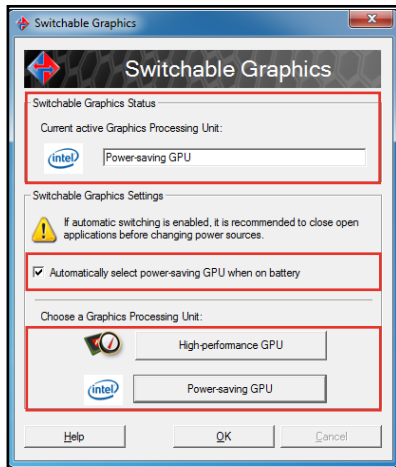 Switchable Graphics
Switchable Graphics
Switchable Graphics Status
Current active Graphics Processing Unit:
intel
Power-saving GPU
Switchable Graphics Settings
If automatic switching is enabled, it is recommended to close open
applications before changing power sources.
Automatically select power-saving GPU when on battery
Choose a Graphics Processing Unit:
High-performance GPU
intel
Power-saving GPU
Help
OK
Cancel